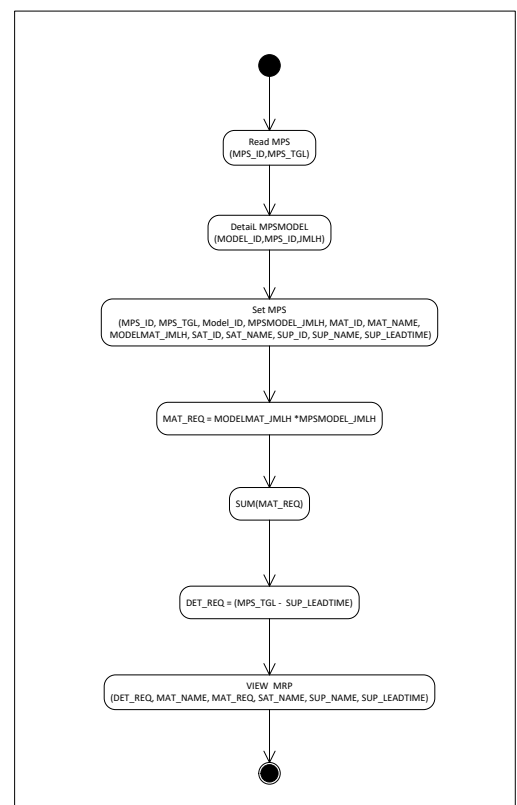 Read MPS
(MPS_ID,MPS_TGL)
DetaiL MPSMODEL
(MODEL_ID,MPS_ID,JMLH)
Set MPS
(MPS_ID, MPS_TGL, Model_ID, MPSMODEL_JMLH, MAT_ID, MAT_NAME,
MODELMAT_JMLH, SAT_ID, SAT_NAME, SUP_ID, SUP_NAME, SUP_LEADTIME)
MAT_REQ = MODELMAT_JMLH *MPSMODEL_JMLH
SUM(MAT_REQ)
DET_REQ = (MPS_TGL - SUP_LEADTIME)
VIEW MRP
(DET_REQ, MAT_NAME, MAT_REQ, SAT_NAME, SUP_NAME, SUP_LEADTIME)